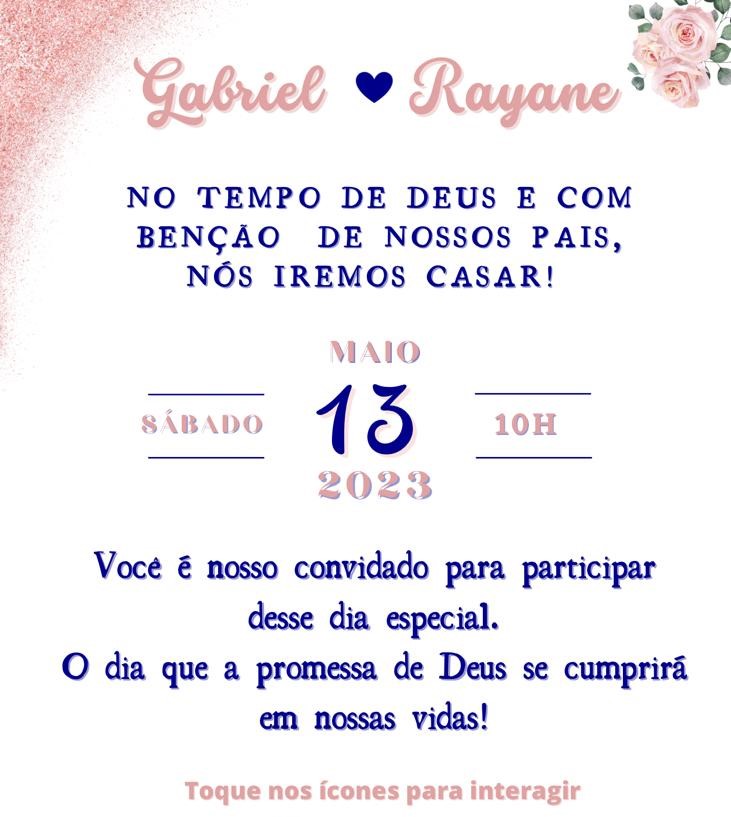 Gabriel Rayane
NO TEMPO DE DEUS E COM
BENÇÃO DE NOSSOS PAIS,
NÓS IREMOS CASAR!
MAIO
SÁBADO 13 10H
2023
Você é nosso convidado para participar
desse dia especial.
O dia que a promessa de Deus se cumprirá
em nossas vidas!
Toque nos ícones para interagir